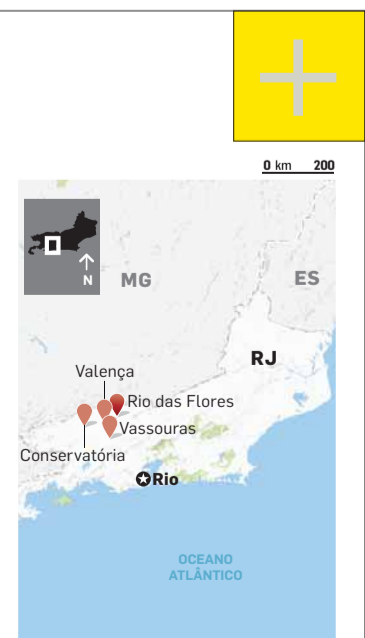 0 km 200
N
MG
ES
RJ
Valença
Rio das Flores
Vassouras
Conservatória
Rio
OCEANO
ATLÂNTICO